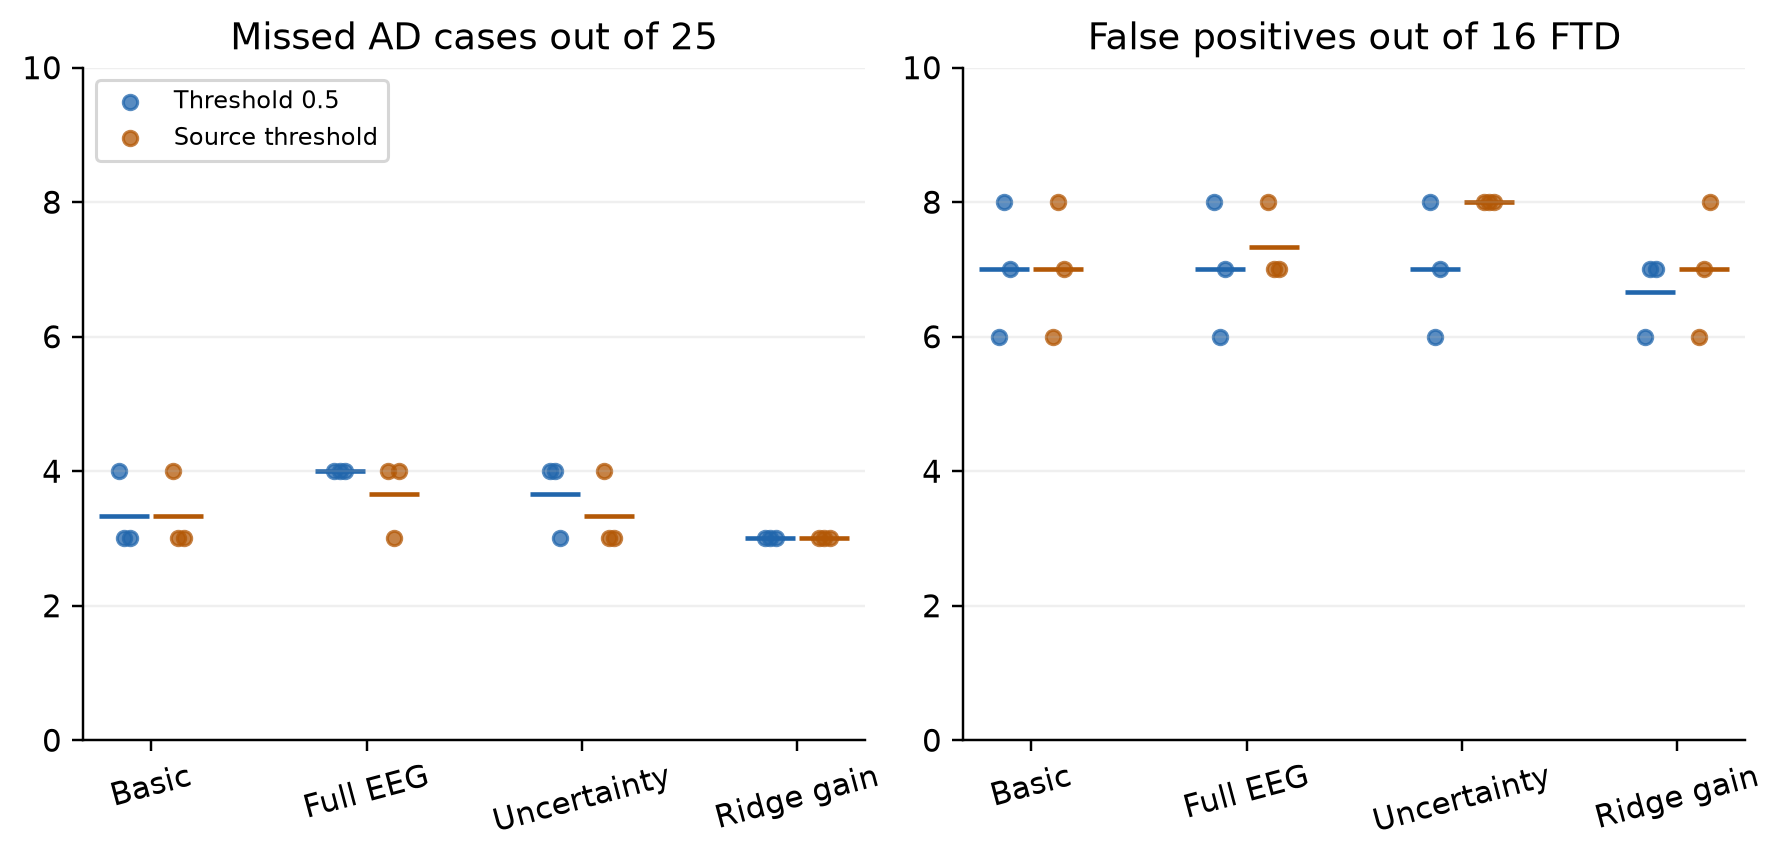 Missed AD cases out of 25
10
8
6
4
2
0
Threshold 0.5
Source threshold
Basic
Full EEG
Uncertainty
Ridge gain
False positives out of 16 FTD
10
8
6
4
2
0
Basic
Full EEG
Uncertainty
Ridge gain